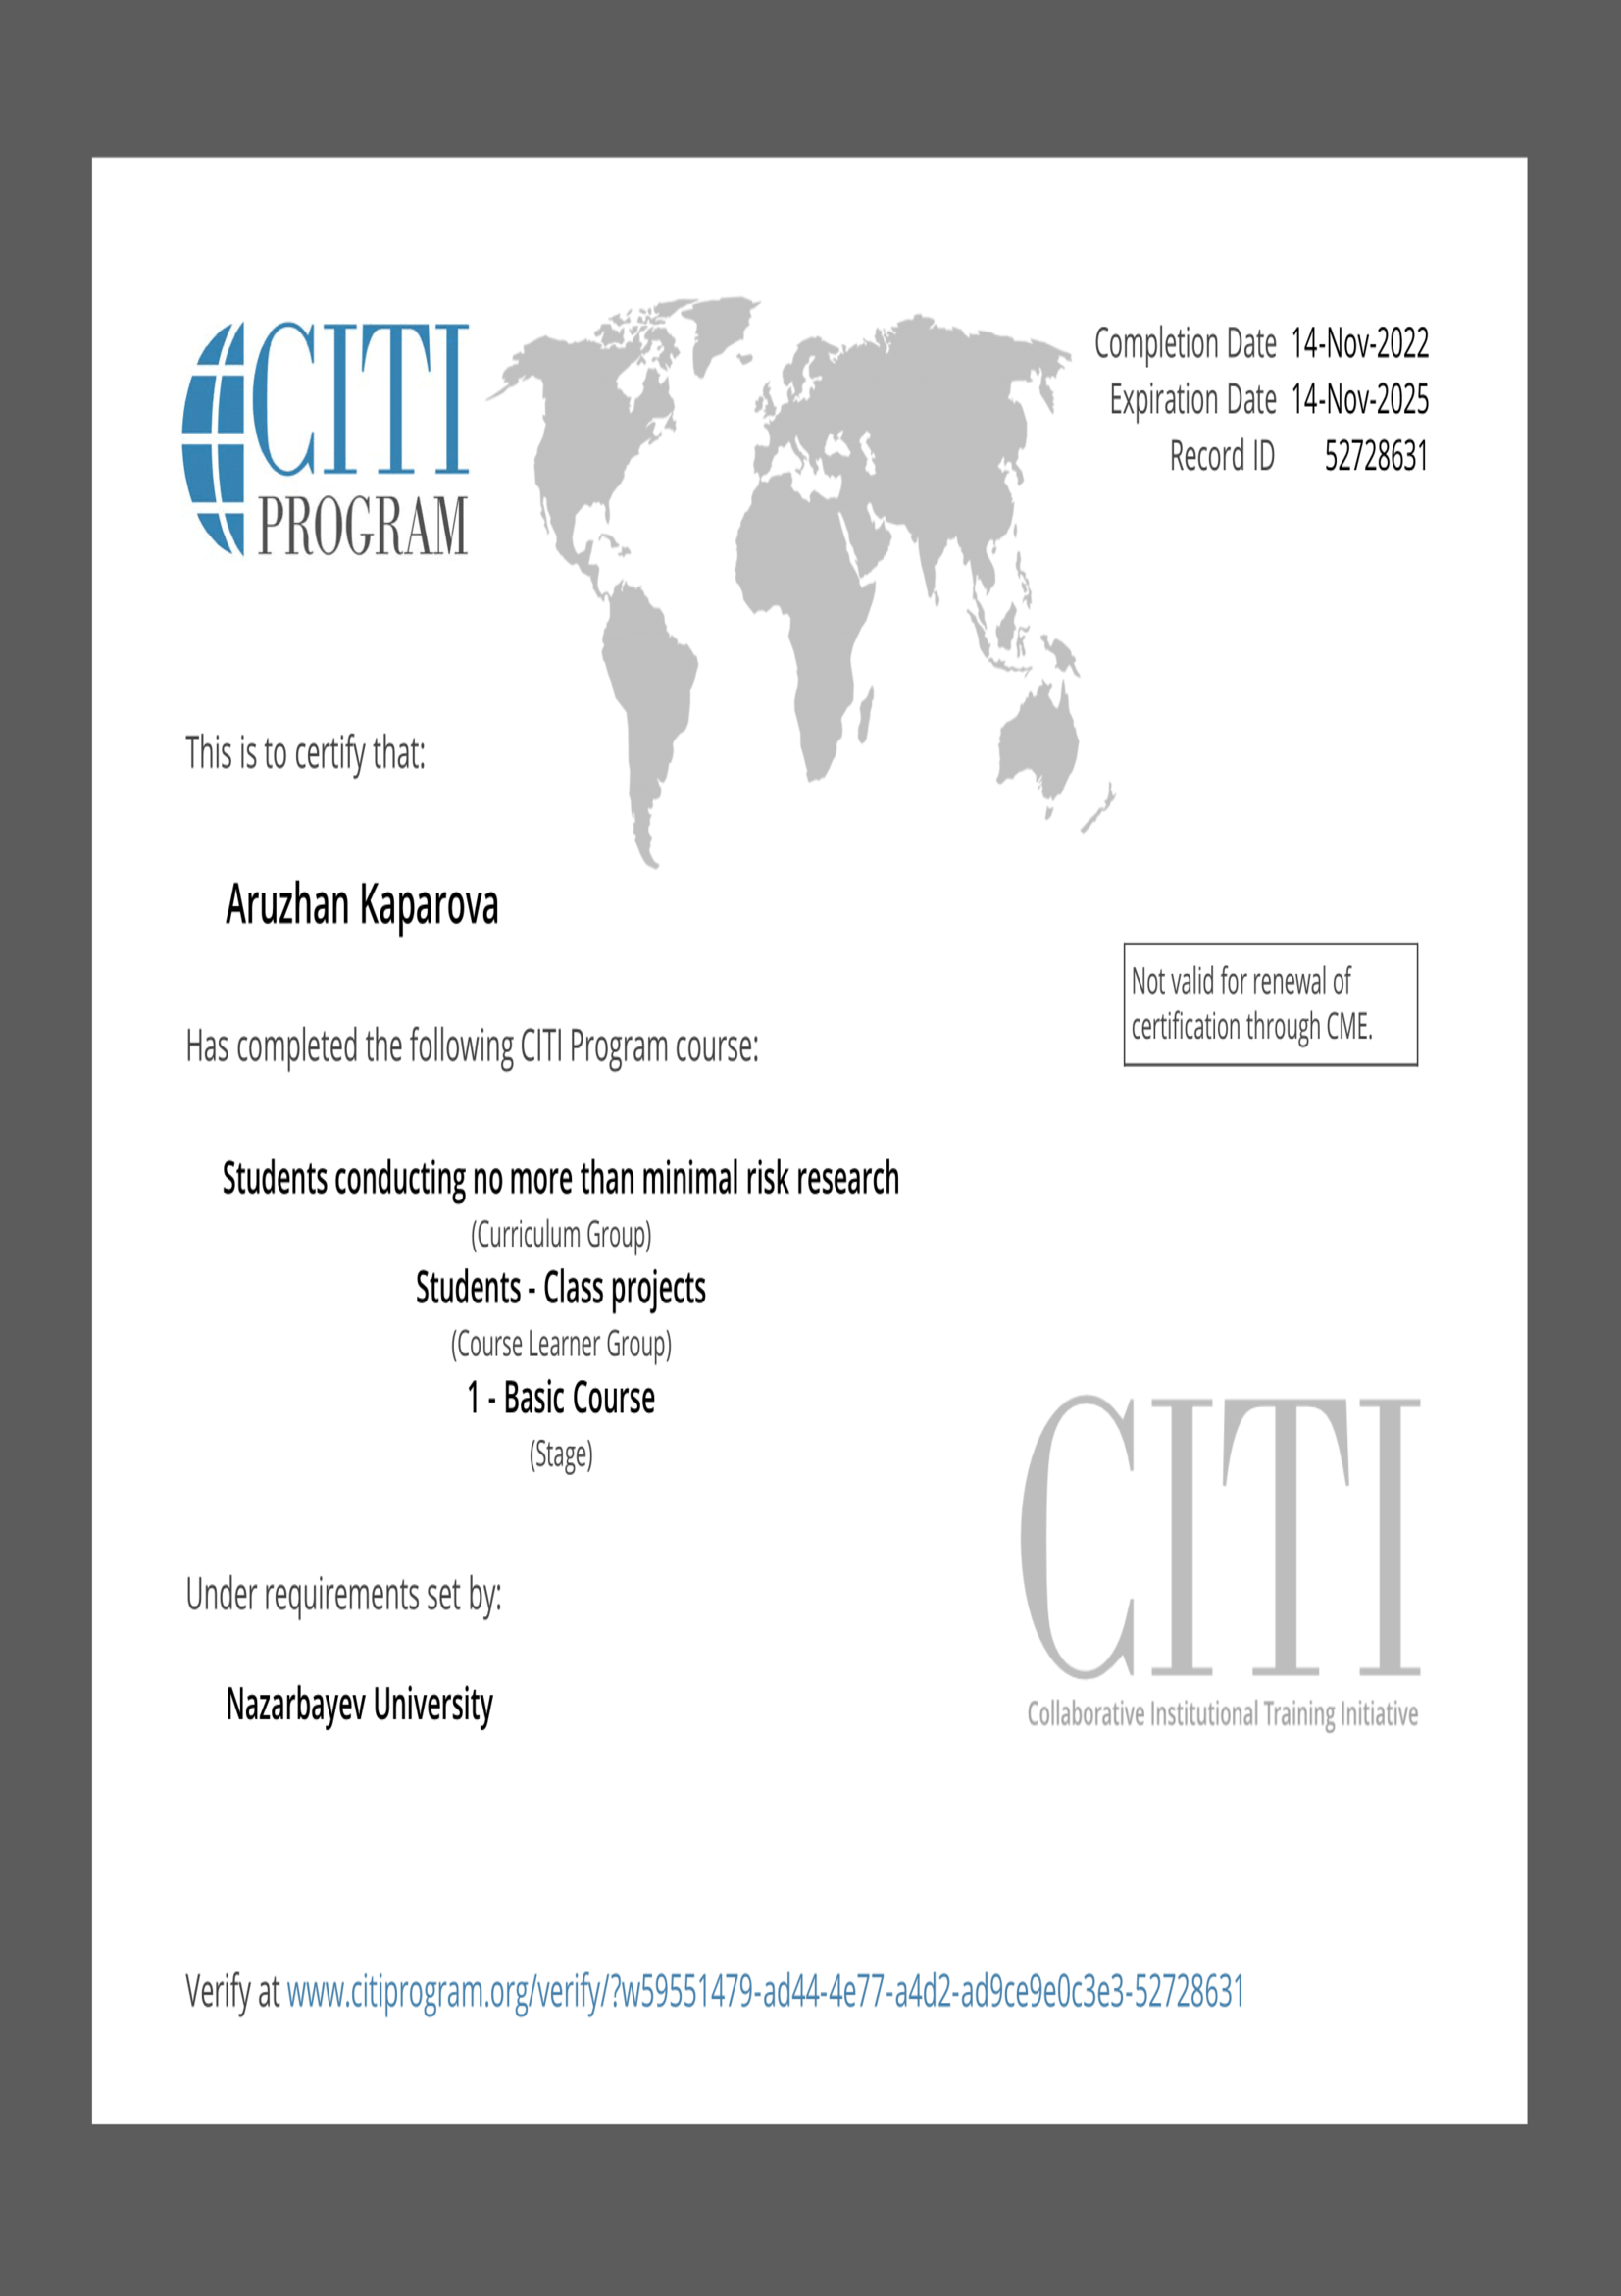 CITI
PROGRAM
Completion Date 14-Nov-2022
Expiration Date 14-Nov-2025
Record ID 52728631
This is to certify that:
Aruzhan Kaparova
Has completed the following CITI Program course:
Not valid for renewal of
certification through CME.
Students conducting no more than minimal risk research
(Curriculum Group)
Students - Class projects
(Course Learner Group)
1 - Basic Course
(Stage)
Under requirements set by:
Nazarbayev University
CITI
Collaborative Institutional Training Initiative
Verify at www.citiprogram.org/verify/?w59551479-ad44-4e77-a4d2-ad9ce9e0c3e3-52728631